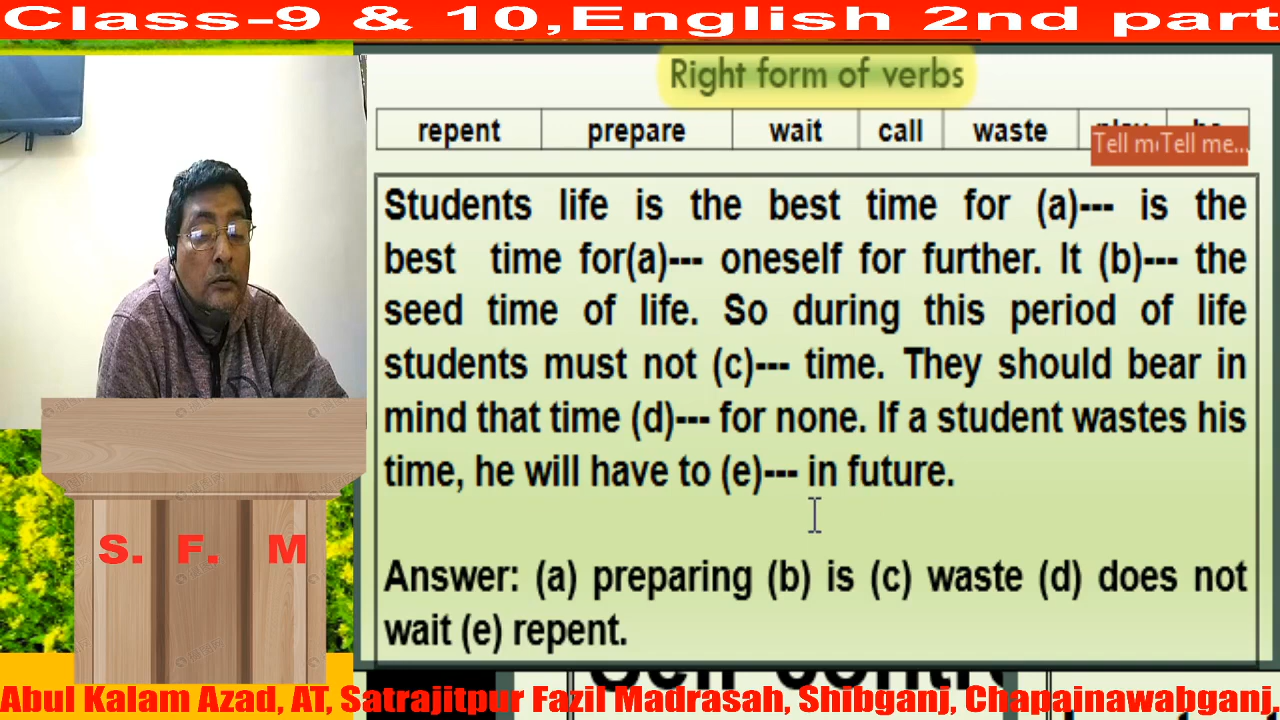 Class-9 & 10,English 2nd part
Right form of verbs
repent prepare wait call waste
Tell m Tell me...
Students life is the best time for (a)--- is the
best time for(a)--- oneself for further. It (b)--- the
seed time of life. So during this period of life
students must not (c)--- time. They should bear in
mind that time (d)--- for none. If a student wastes his
time, he will have to (e)--- in future.
Answer: (a) preparing (b) is (c) waste (d) does not
wait (e) repent.
S. F. M
Abul Kalam Azad, AT, Satrajitpur Fazil Madrasah, Shibganj, Chapainawabganj.